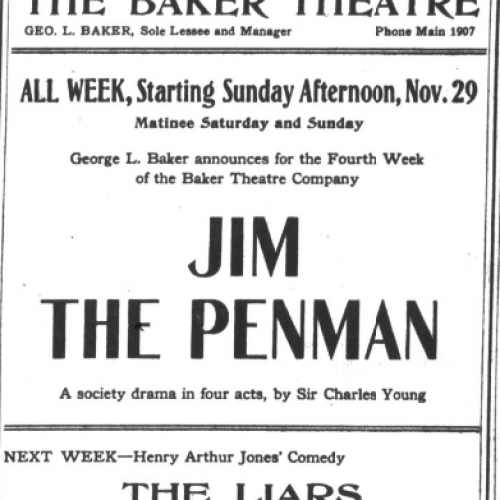 THE BAKER THEATRE
GEO. L. BAKER, Sole Lessee and Manager Phone Main 1907
ALL WEEK, Starting Sunday Afternoon, Nov. 29
Matinee Saturday and Sunday
George L. Baker announces for the Fourth Week
of the Baker Theatre Company
JIM
THE PENMAN
A society drama in four acts, by Sir Charles Young
NEXT WEEK—Henry Arthur Jones' Comedy
THE LIARS